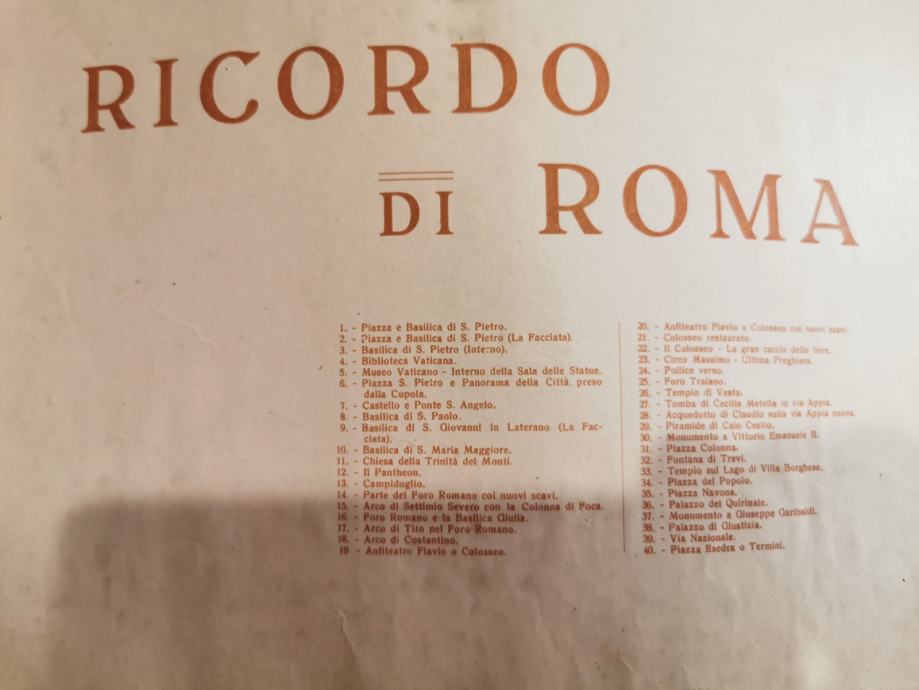 RICORDO
DI ROMA
1. - Piazza e Basilica di S. Pietro.
2. - Piazza e Basilica di S. Pietro (La Facciata).
3. - Basilica di S. Pietro (Interno).
4. - Biblioteca Vaticana.
5. - Museo Vaticano - Interno della Sala delle Statue.
6. - Piazza S. Pietro e Panorama della Città preso
dalla Cupola.
7. - Castello e Ponte S. Angelo.
8. - Basilica di S. Paolo.
9. - Basilica di S. Giovanni in Laterano (La Fac-
ciata).
10. - Basilica di S. Maria Maggiore.
11. - Chiesa della Trinità dei Monti.
12. - Il Pantheon.
13. - Campidoglio.
14. - Parte del Foro Romano coi nuovi scavi.
15. - Arco di Settimio Severo con la Colonna di Foca.
16. - Foro Romano e la Basilica Giulia.
17. - Arco di Tito nel Foro Romano.
18. - Arco di Costantino.
19 - Anfiteatro Flavio o Colosseo.
20. - Anfiteatro Flavio o Colosseo coi nuovi scavi
21. - Colosseo restaurato.
22. - Il Colosseo - La gran caccia delle fiere.
23. - Circo Massimo - Ultima Preghiera.
24. - Pollice verso.
25. - Foro Traiano.
26. - Tempio di Vesta.
27. - Tomba di Cecilia Metella in via Appia.
28. - Acquedotto di Claudio sulla via Appia nuova.
29. - Piramide di Caio Cestio.
30. - Monumento a Vittorio Emanuele II.
31. - Piazza Colonna.
32. - Fontana di Trevi.
33. - Tempio sul Lago di Villa Borghese.
34. - Piazza del Popolo.
35. - Piazza Navona.
36. - Palazzo del Quirinale.
37. - Monumento a Giuseppe Garibaldi.
38. - Palazzo di Giustizia.
39. - Via Nazionale.
40. - Piazza Esedra o Termini.